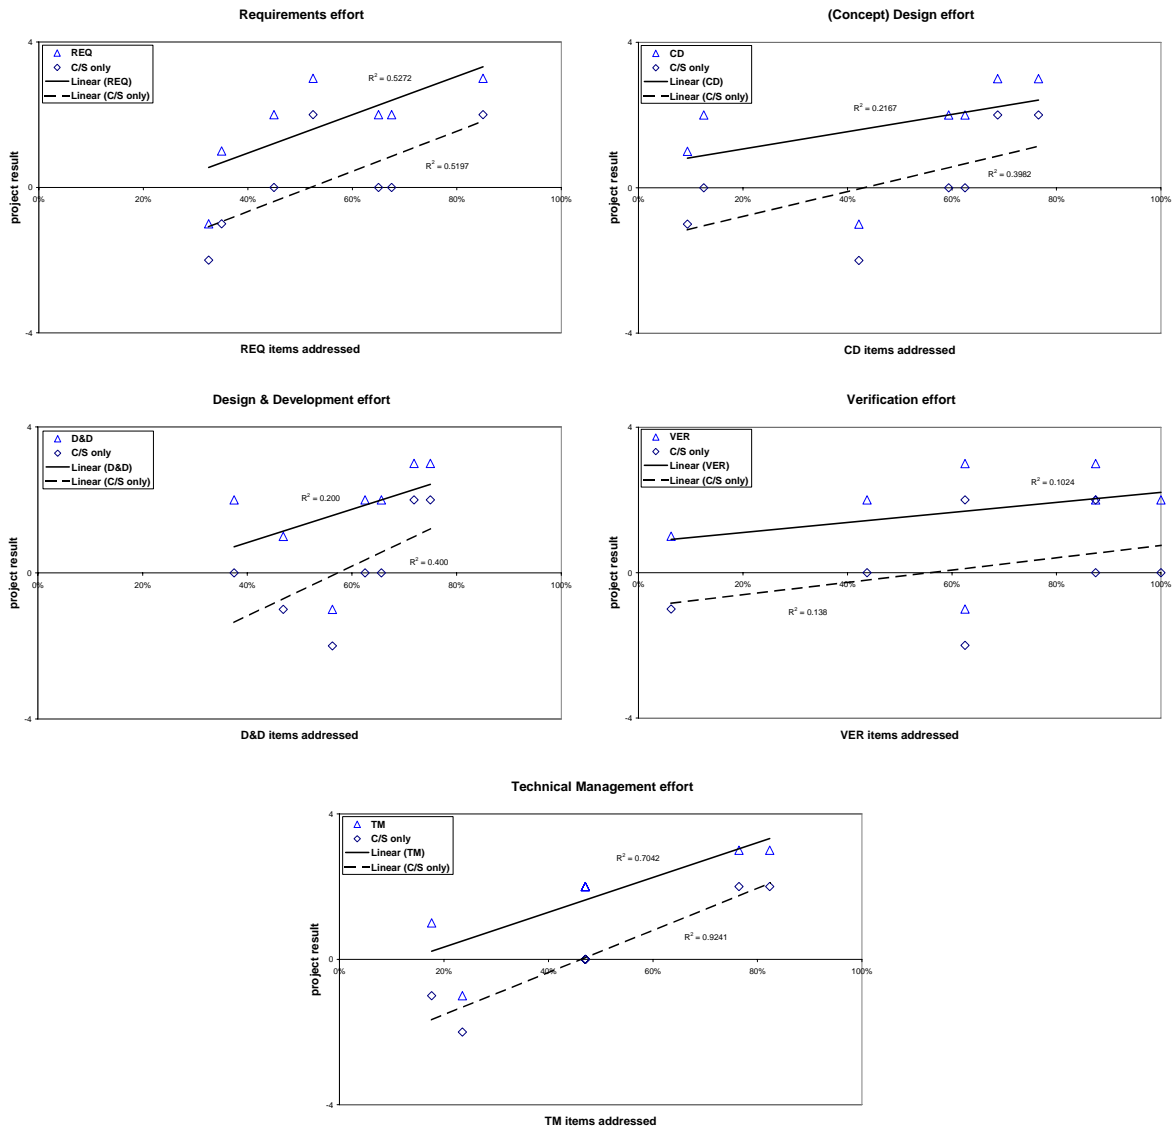 Requirements effort
4
REQ
C/S only
Linear (REQ)
Linear (C/S only)
R² = 0.5272
R² = 0.5197
project result
0
0% 20% 40% 60% 80% 100%
-4
REQ items addressed
(Concept) Design effort
4
CD
C/S only
Linear (CD)
Linear (C/S only)
R² = 0.2167
R² = 0.3982
project result
0
0% 20% 40% 60% 80% 100%
-4
CD items addressed
Design & Development effort
4
D&D
C/S only
Linear (D&D)
Linear (C/S only)
R² = 0.200
R² = 0.400
project result
0
0% 20% 40% 60% 80% 100%
-4
D&D items addressed
Verification effort
4
VER
C/S only
Linear (VER)
Linear (C/S only)
R² = 0.1024
R² = 0.138
project result
0
0% 20% 40% 60% 80% 100%
-4
VER items addressed
Technical Management effort
4
TM
C/S only
Linear (TM)
Linear (C/S only)
R² = 0.7042
R² = 0.9241
project result
0
0% 20% 40% 60% 80% 100%
-4
TM items addressed